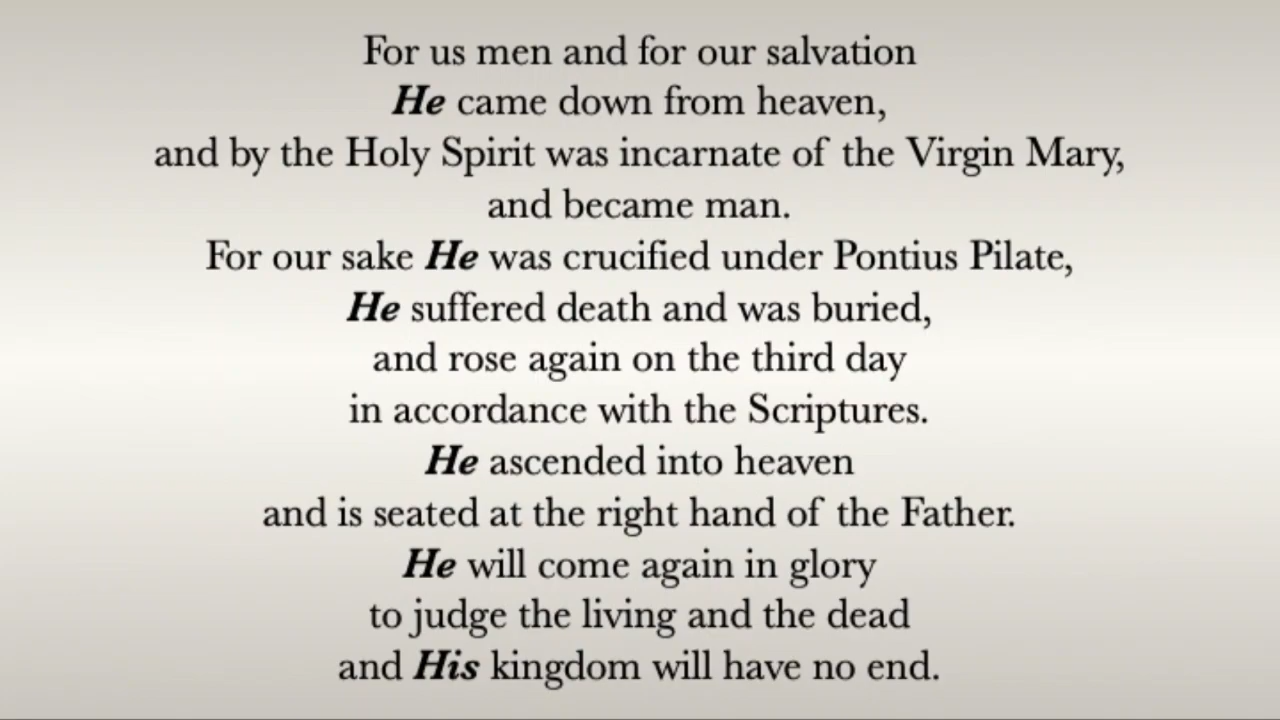 For us men and for our salvation
He came down from heaven,
and by the Holy Spirit was incarnate of the Virgin Mary,
and became man.
For our sake He was crucified under Pontius Pilate,
He suffered death and was buried,
and rose again on the third day
in accordance with the Scriptures.
He ascended into heaven
and is seated at the right hand of the Father.
He will come again in glory
to judge the living and the dead
and His kingdom will have no end.